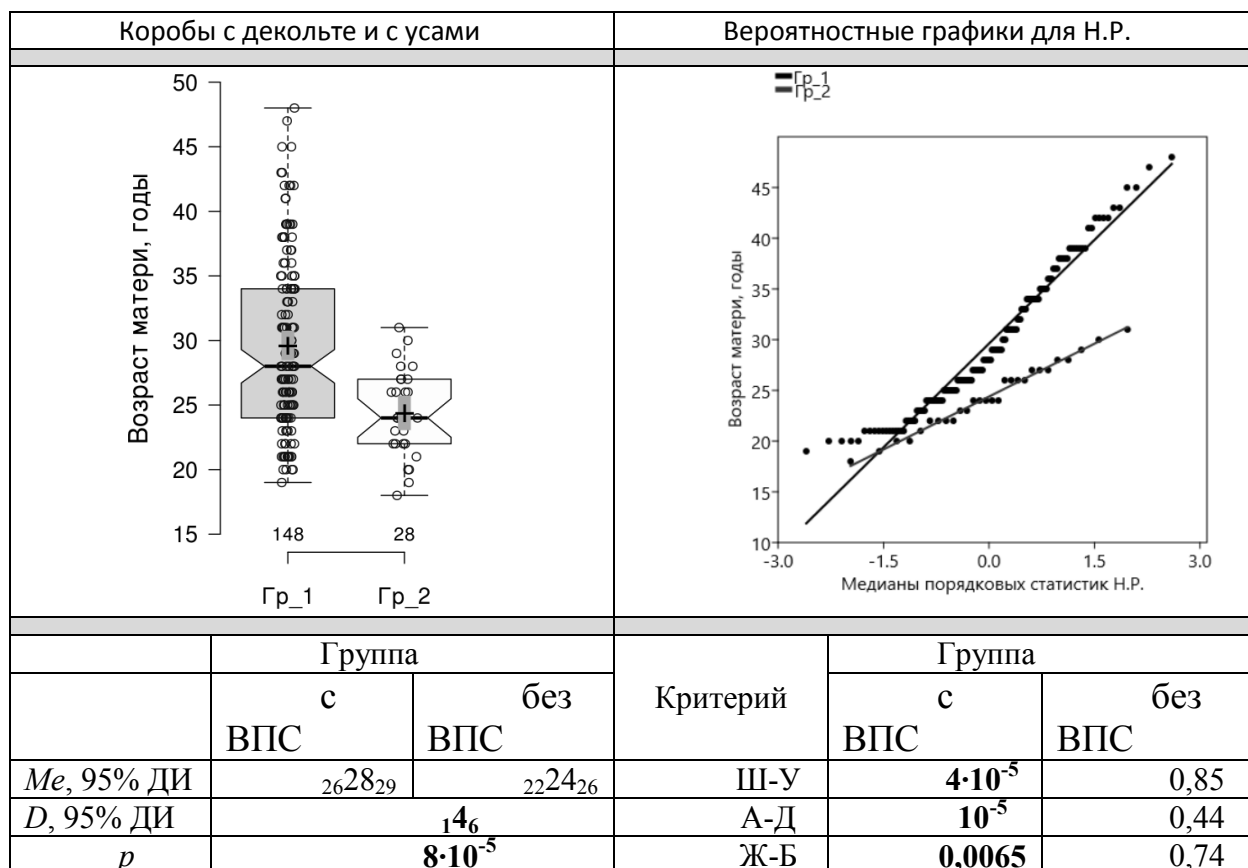 Коробы с декольте и с усами
Вероятностные графики для Н.Р.
50
45
40
35
30
25
20
15
Возраст матери, годы
148 28
Гр_1 Гр_2
Гр_1
Гр_2
45
40
35
30
25
20
15
10
Возраст матери, годы
-3.0 -1.5 0.0 1.5 3.0
Медианы порядковых статистик Н.Р.
Группа
с ВПС
без ВПС
Me, 95% ДИ ₂₆28₂₉ ₂₂24₂₆
D, 95% ДИ ₁4₆
p 8·10⁻⁵
Критерий
Группа
с ВПС
без ВПС
Ш-У 4·10⁻⁵ 0,85
А-Д 10⁻⁵ 0,44
Ж-Б 0,0065 0,74